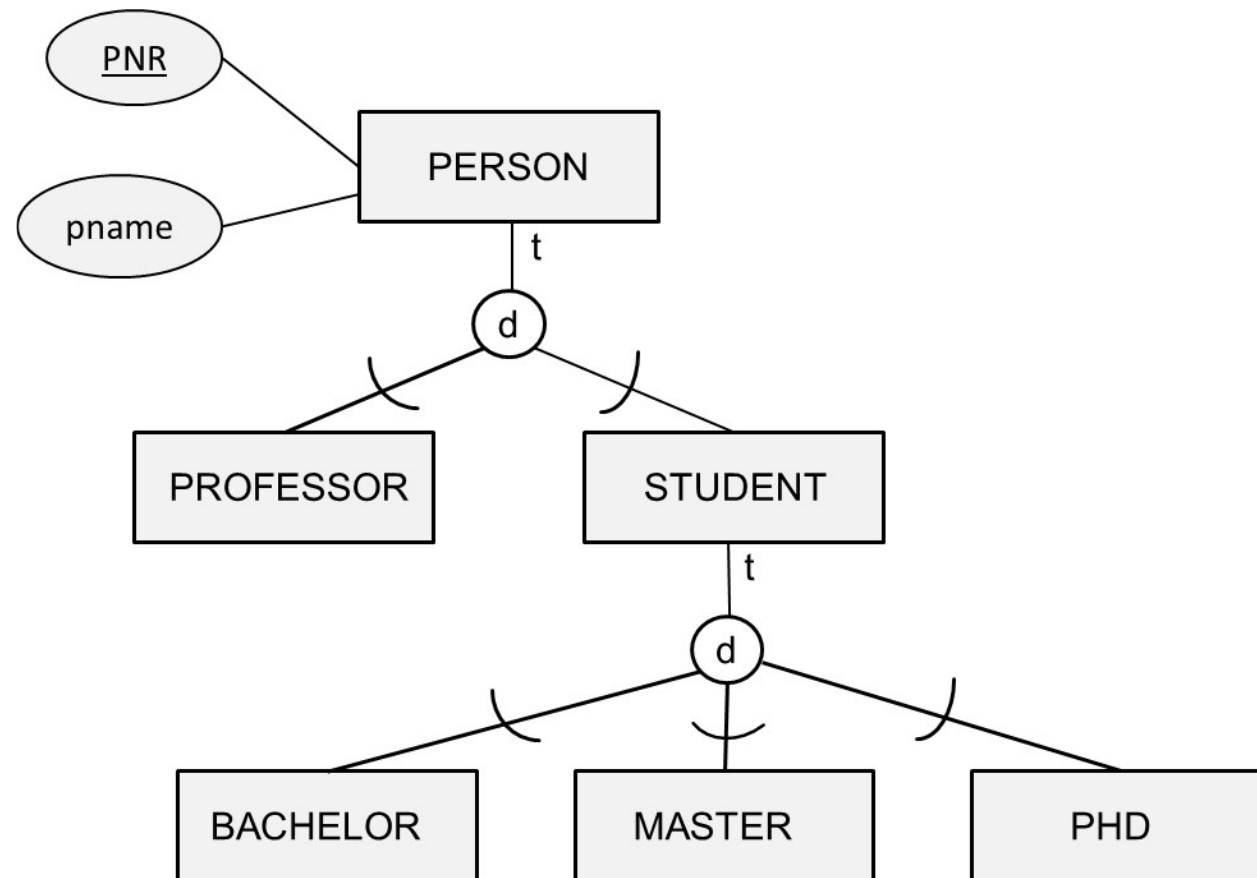 PNR
PERSON
pname
t
d
PROFESSOR
STUDENT
t
d
BACHELOR
MASTER
PHD